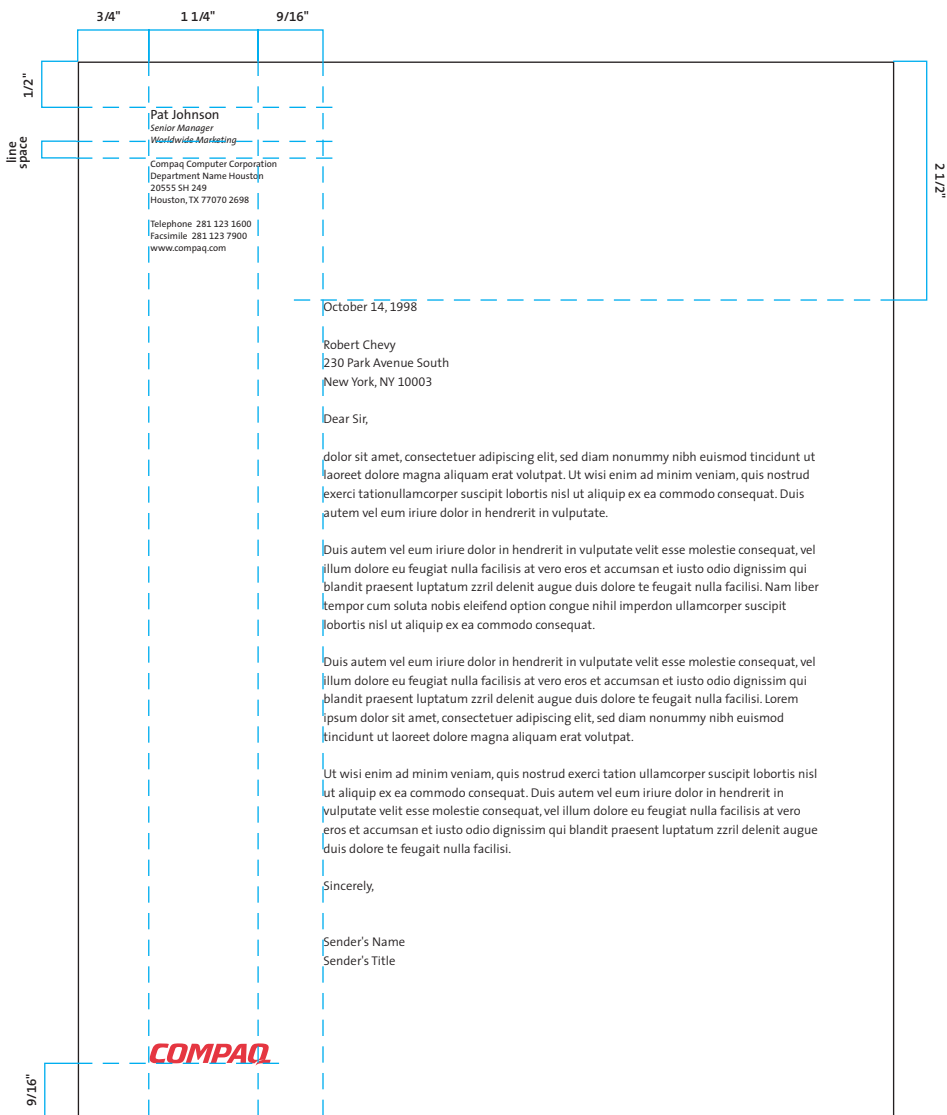 3/4" 1 1/4" 9/16"
1/2"
line
space
2 1/2"
Pat Johnson
Senior Manager
Worldwide Marketing
Compaq Computer Corporation
Department Name Houston
20555 SH 249
Houston, TX 77070 2698
Telephone 281 123 1600
Facsimile 281 123 7900
www.compaq.com
October 14, 1998
Robert Chevy
230 Park Avenue South
New York, NY 10003
Dear Sir,
dolor sit amet, consectetuer adipiscing elit, sed diam nonummy nibh euismod tincidunt ut
laoreet dolore magna aliquam erat volutpat. Ut wisi enim ad minim veniam, quis nostrud
exerci tationullamcorper suscipit lobortis nisl ut aliquip ex ea commodo consequat. Duis
autem vel eum iriure dolor in hendrerit in vulputate.
Duis autem vel eum iriure dolor in hendrerit in vulputate velit esse molestie consequat, vel
illum dolore eu feugiat nulla facilisis at vero eros et accumsan et iusto odio dignissim qui
blandit praesent luptatum zzril delenit augue duis dolore te feugait nulla facilisi. Nam liber
tempor cum soluta nobis eleifend option congue nihil imperdon ullamcorper suscipit
lobortis nisl ut aliquip ex ea commodo consequat.
Duis autem vel eum iriure dolor in hendrerit in vulputate velit esse molestie consequat, vel
illum dolore eu feugiat nulla facilisis at vero eros et accumsan et iusto odio dignissim qui
blandit praesent luptatum zzril delenit augue duis dolore te feugait nulla facilisi. Lorem
ipsum dolor sit amet, consectetuer adipiscing elit, sed diam nonummy nibh euismod
tincidunt ut laoreet dolore magna aliquam erat volutpat.
Ut wisi enim ad minim veniam, quis nostrud exerci tation ullamcorper suscipit lobortis nisl
ut aliquip ex ea commodo consequat. Duis autem vel eum iriure dolor in hendrerit in
vulputate velit esse molestie consequat, vel illum dolore eu feugiat nulla facilisis at vero
eros et accumsan et iusto odio dignissim qui blandit praesent luptatum zzril delenit augue
duis dolore te feugait nulla facilisi.
Sincerely,
Sender's Name
Sender's Title
COMPAQ
9/16"